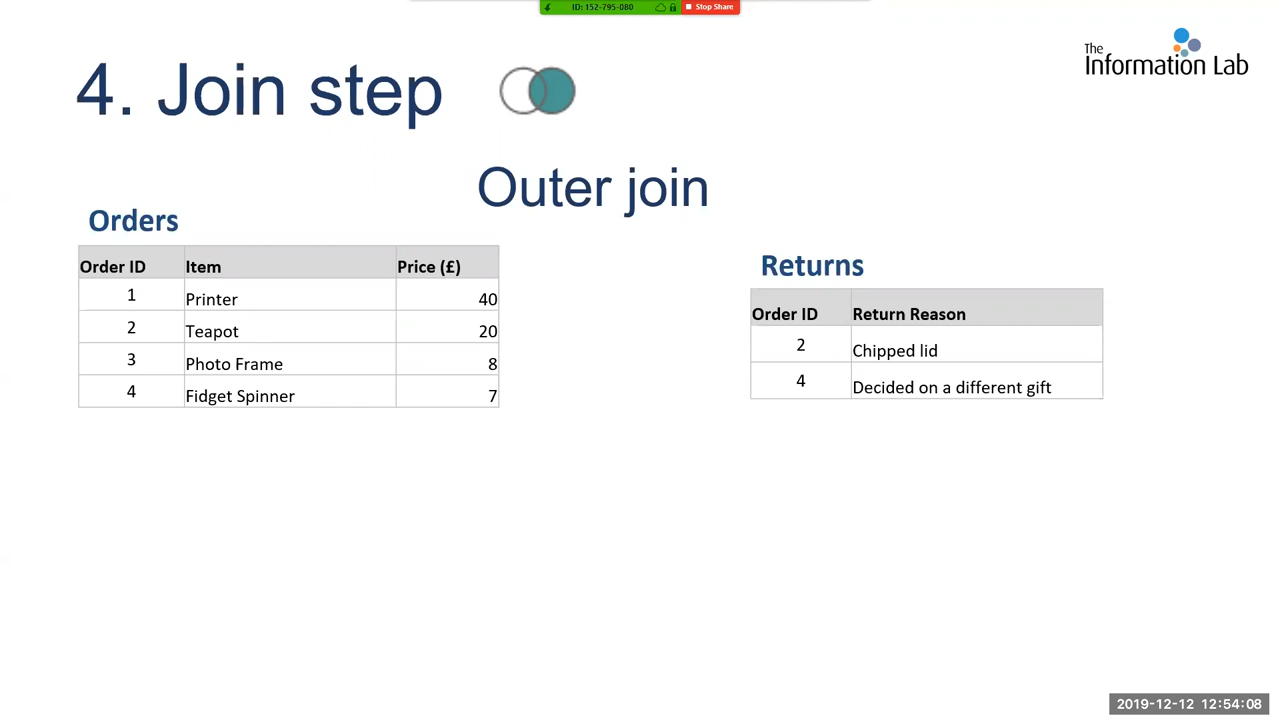 ID: 152-795-080 Stop Share
The
Information Lab
4. Join step
Outer join
Orders
Order ID Item Price (£)
1 Printer 40
2 Teapot 20
3 Photo Frame 8
4 Fidget Spinner 7
Returns
Order ID Return Reason
2 Chipped lid
4 Decided on a different gift
2019-12-12 12:54:08